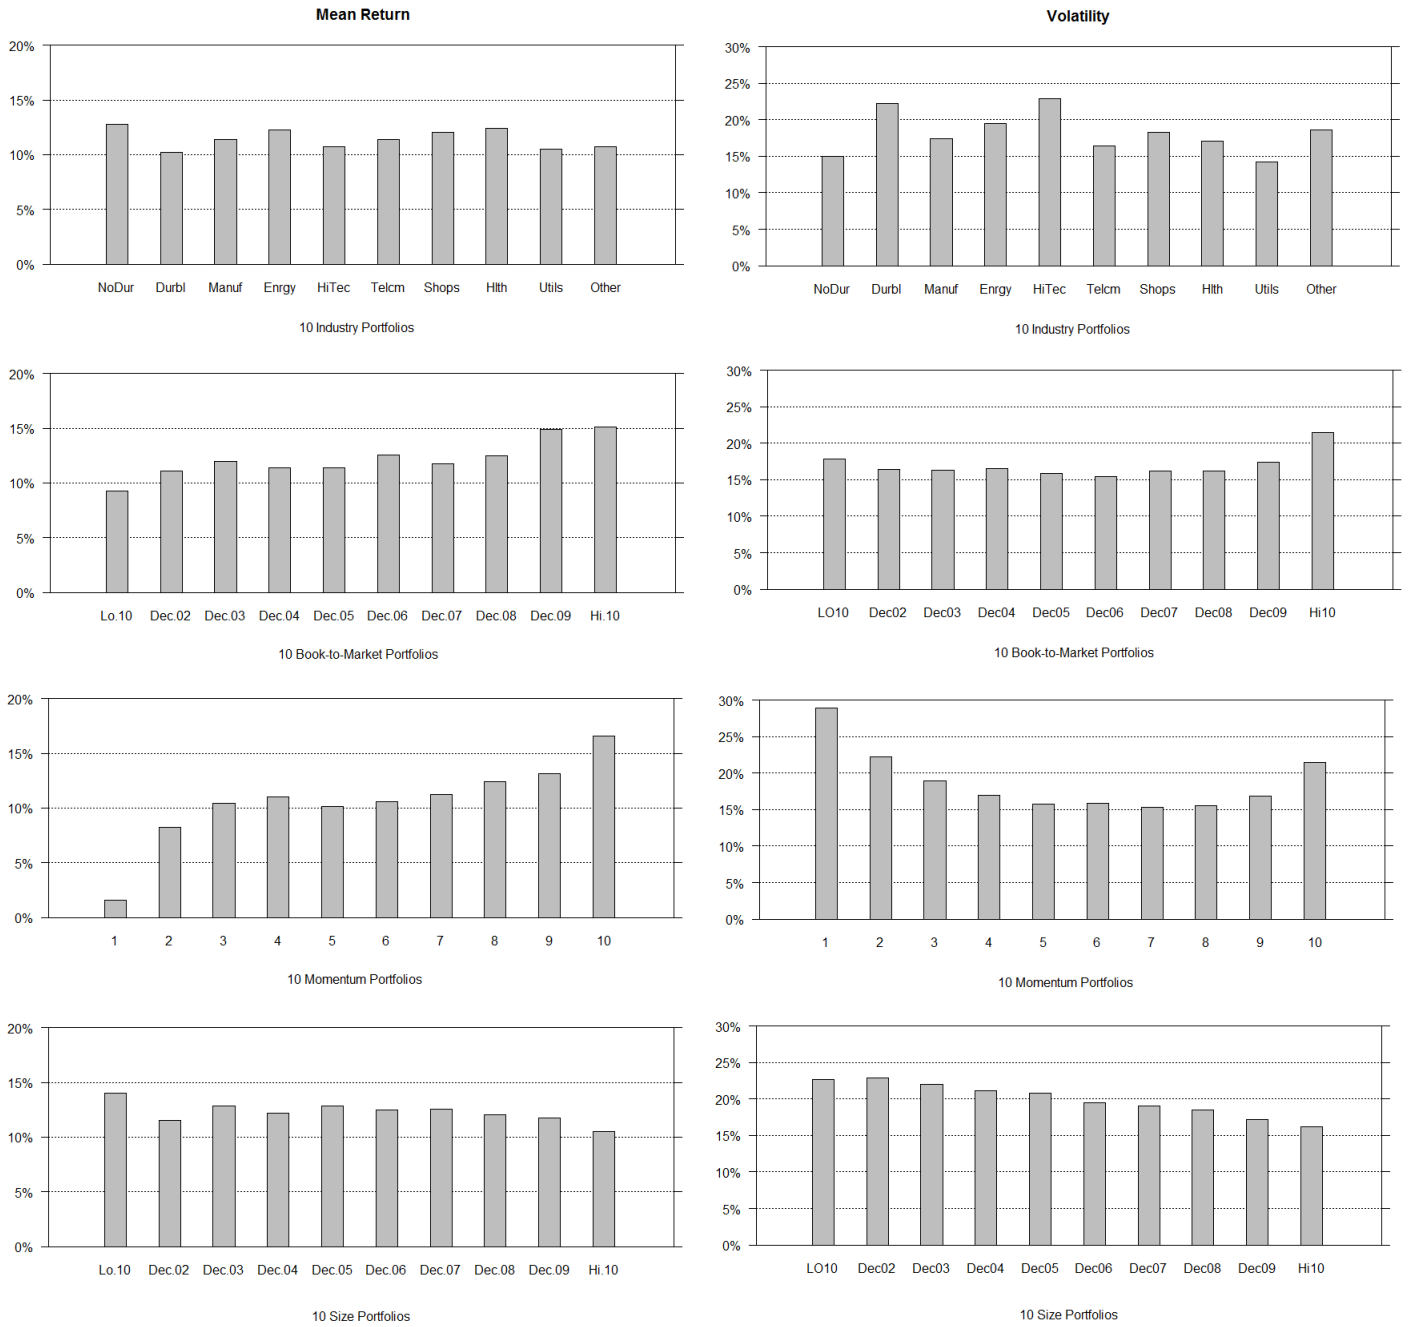 Mean Return
20%
15%
10%
5%
0%
NoDur Durbl Manuf Enrgy HiTec Telcm Shops Hlth Utils Other
10 Industry Portfolios
Volatility
30%
25%
20%
15%
10%
5%
0%
NoDur Durbl Manuf Enrgy HiTec Telcm Shops Hlth Utils Other
10 Industry Portfolios
20%
15%
10%
5%
0%
Lo.10 Dec.02 Dec.03 Dec.04 Dec.05 Dec.06 Dec.07 Dec.08 Dec.09 Hi.10
10 Book-to-Market Portfolios
30%
25%
20%
15%
10%
5%
0%
LO10 Dec02 Dec03 Dec04 Dec05 Dec06 Dec07 Dec08 Dec09 Hi10
10 Book-to-Market Portfolios
20%
15%
10%
5%
0%
1 2 3 4 5 6 7 8 9 10
10 Momentum Portfolios
30%
25%
20%
15%
10%
5%
0%
1 2 3 4 5 6 7 8 9 10
10 Momentum Portfolios
20%
15%
10%
5%
0%
Lo.10 Dec.02 Dec.03 Dec.04 Dec.05 Dec.06 Dec.07 Dec.08 Dec.09 Hi.10
10 Size Portfolios
30%
25%
20%
15%
10%
5%
0%
LO10 Dec02 Dec03 Dec04 Dec05 Dec06 Dec07 Dec08 Dec09 Hi10
10 Size Portfolios